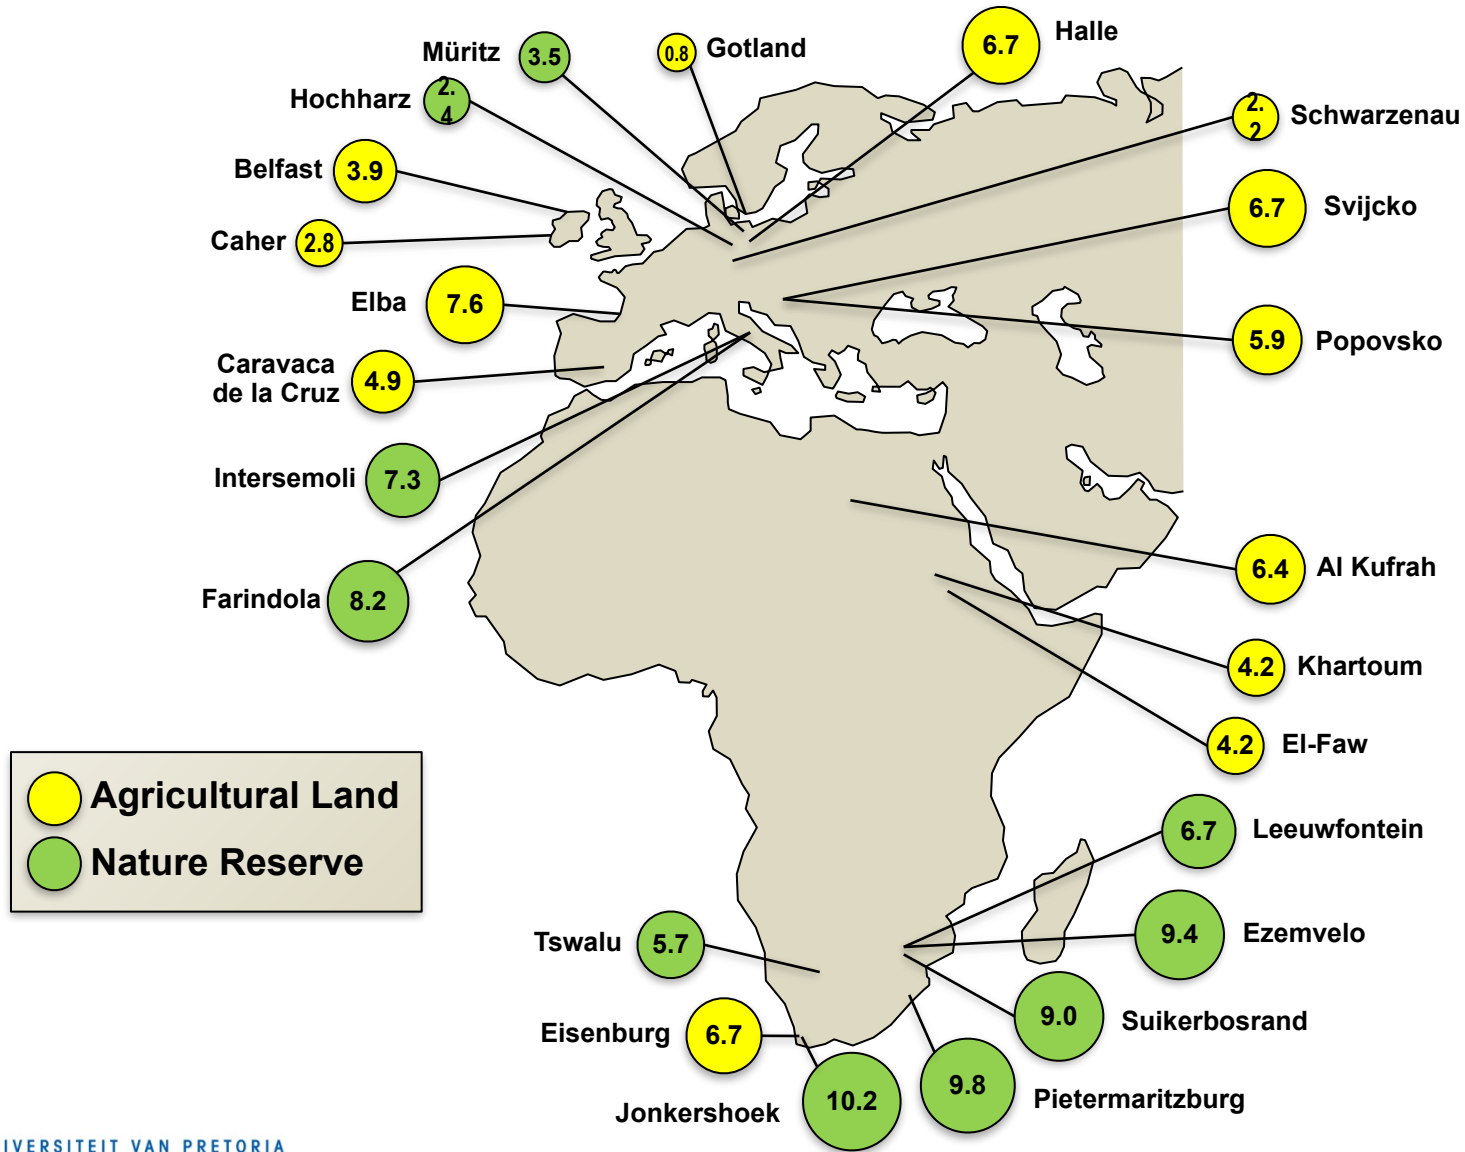 Müritz
3.5
0.8
Gotland
6.7
Halle
Hochharz
2.
4
2.
2
Schwarzenau
Belfast
3.9
6.7
Svijcko
Caher
2.8
Elba
7.6
5.9
Popovsko
Caravaca
de la Cruz
4.9
Intersemoli
7.3
6.4
Al Kufrah
Farindola
8.2
4.2
Khartoum
4.2
El-Faw
Agricultural Land
Nature Reserve
6.7
Leeuwfontein
Tswalu
5.7
9.4
Ezemvelo
Eisenburg
6.7
9.0
Suikerbosrand
Jonkershoek
10.2
9.8
Pietermaritzburg
IVERSITEIT VAN PRETORIA